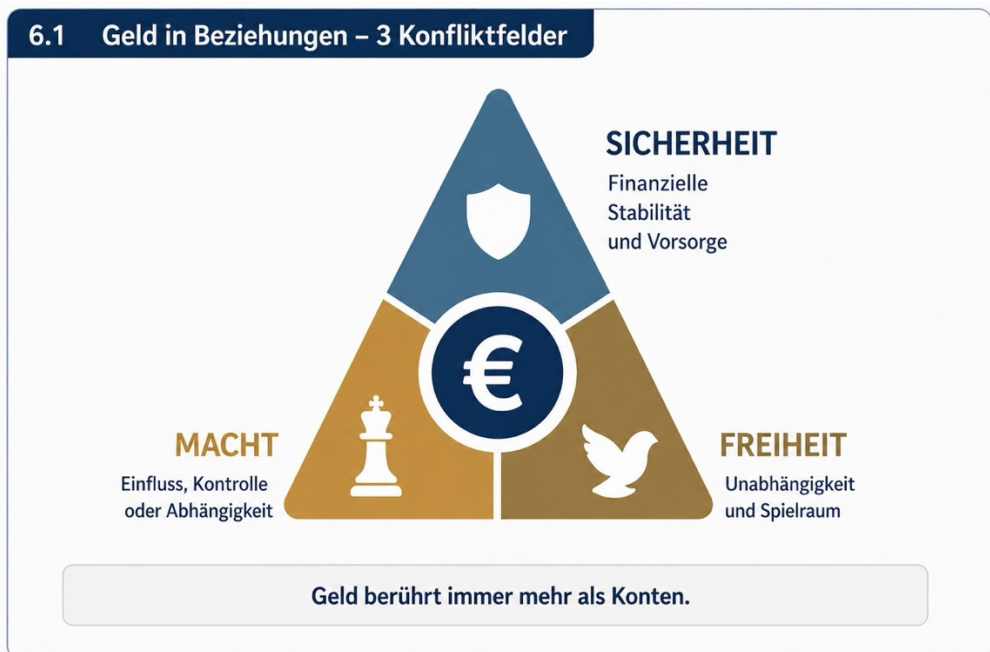 6.1 Geld in Beziehungen – 3 Konfliktfelder
SICHERHEIT
Finanzielle
Stabilität
und Vorsorge
€
MACHT
Einfluss, Kontrolle
oder Abhängigkeit
FREIHEIT
Unabhängigkeit
und Spielraum
Geld berührt immer mehr als Konten.